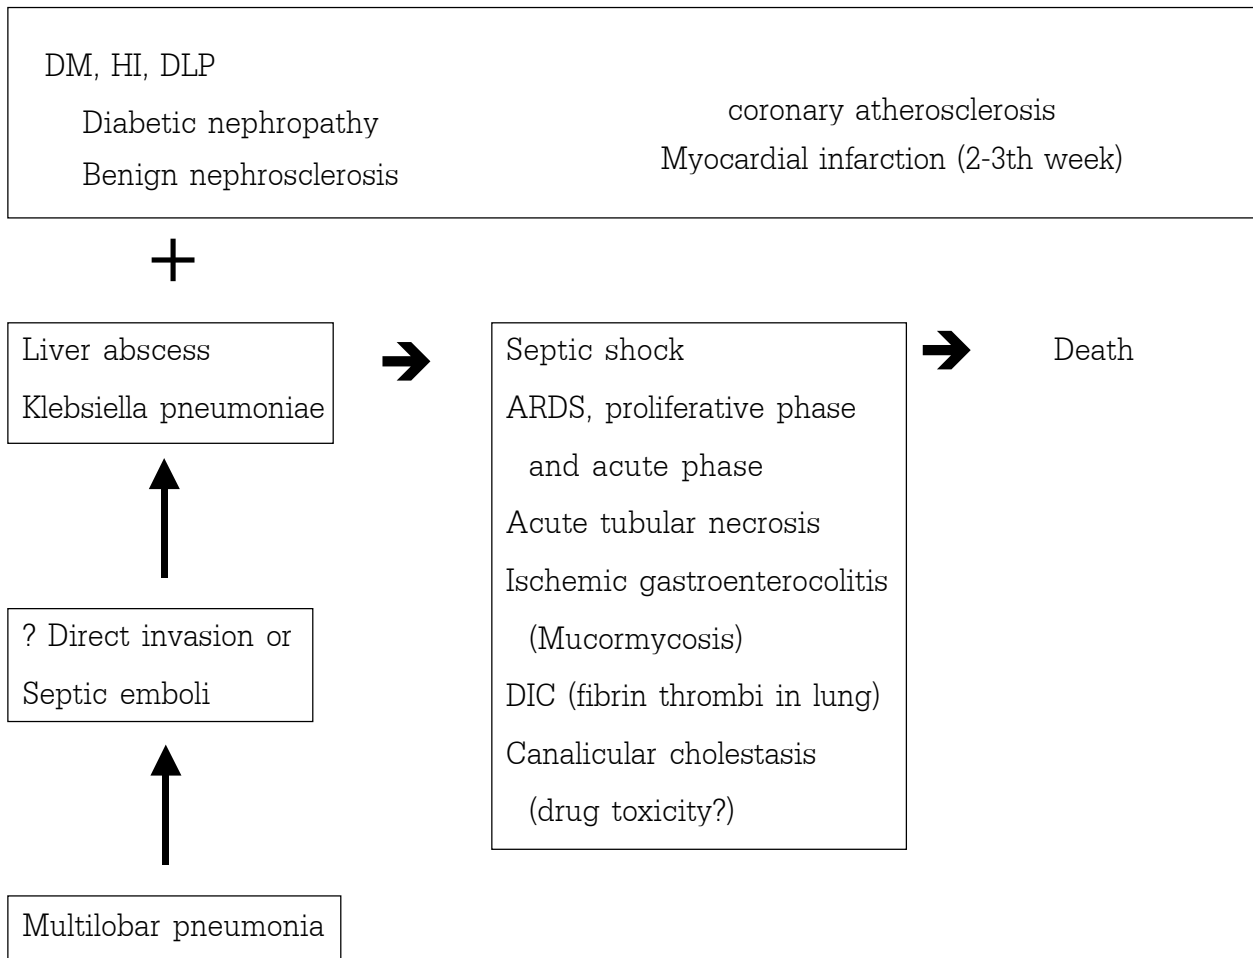 DM, HI, DLP
Diabetic nephropathy
Benign nephrosclerosis
coronary atherosclerosis
Myocardial infarction (2-3th week)
+
Liver abscess
Klebsiella pneumoniae
Septic shock
ARDS, proliferative phase
and acute phase
Acute tubular necrosis
Ischemic gastroenterocolitis
(Mucormycosis)
DIC (fibrin thrombi in lung)
Canalicular cholestasis
(drug toxicity?)
Death
? Direct invasion or
Septic emboli
Multilobar pneumonia